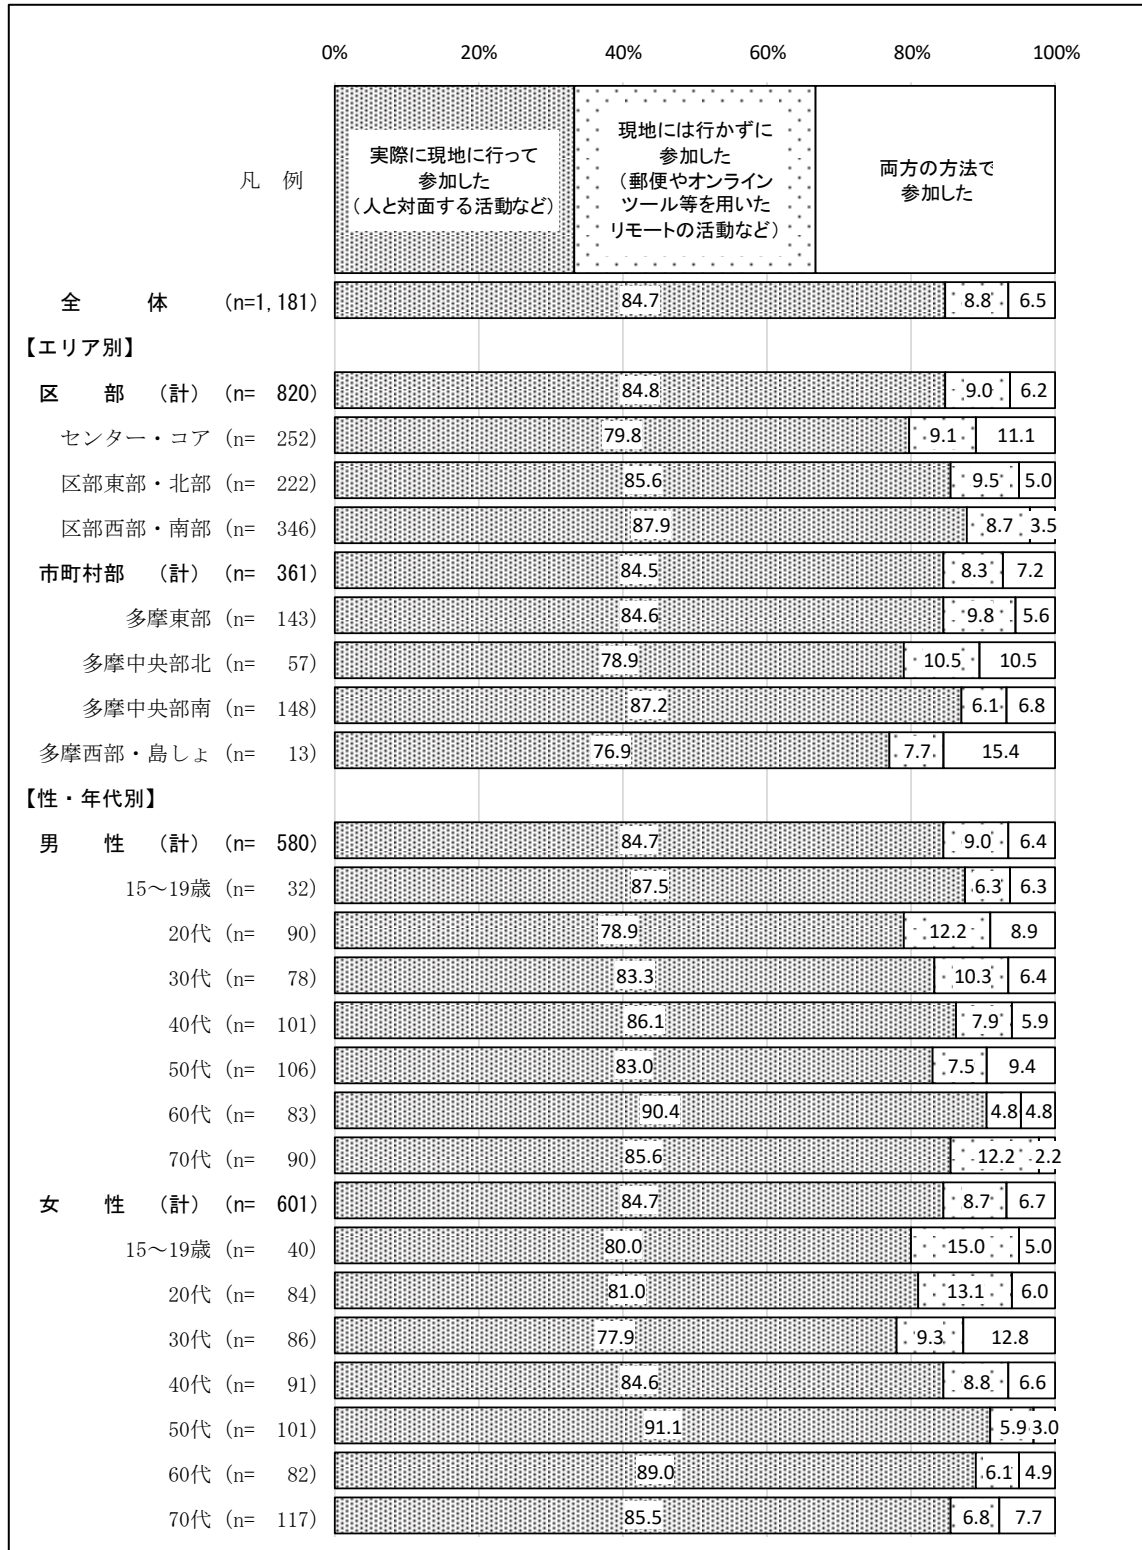 0% 20% 40% 60% 80% 100%
凡 例
実際に現地に行って
参加した
（人と対面する活動など）
現地には行かずに
参加した
（郵便やオンライン
ツール等を用いた
リモートの活動など）
両方の方法で
参加した
全 体 (n=1,181) 84.7 8.8 6.5
【エリア別】
区 部 （計） (n= 820) 84.8 9.0 6.2
センター・コア (n= 252) 79.8 9.1 11.1
区部東部・北部 (n= 222) 85.6 9.5 5.0
区部西部・南部 (n= 346) 87.9 8.7 3.5
市町村部 （計） (n= 361) 84.5 8.3 7.2
多摩東部 (n= 143) 84.6 9.8 5.6
多摩中央部北 (n= 57) 78.9 10.5 10.5
多摩中央部南 (n= 148) 87.2 6.1 6.8
多摩西部・島しょ (n= 13) 76.9 7.7 15.4
【性・年代別】
男 性 （計） (n= 580) 84.7 9.0 6.4
15～19歳 (n= 32) 87.5 6.3 6.3
20代 (n= 90) 78.9 12.2 8.9
30代 (n= 78) 83.3 10.3 6.4
40代 (n= 101) 86.1 7.9 5.9
50代 (n= 106) 83.0 7.5 9.4
60代 (n= 83) 90.4 4.8 4.8
70代 (n= 90) 85.6 12.2 2.2
女 性 （計） (n= 601) 84.7 8.7 6.7
15～19歳 (n= 40) 80.0 15.0 5.0
20代 (n= 84) 81.0 13.1 6.0
30代 (n= 86) 77.9 9.3 12.8
40代 (n= 91) 84.6 8.8 6.6
50代 (n= 101) 91.1 5.9 3.0
60代 (n= 82) 89.0 6.1 4.9
70代 (n= 117) 85.5 6.8 7.7